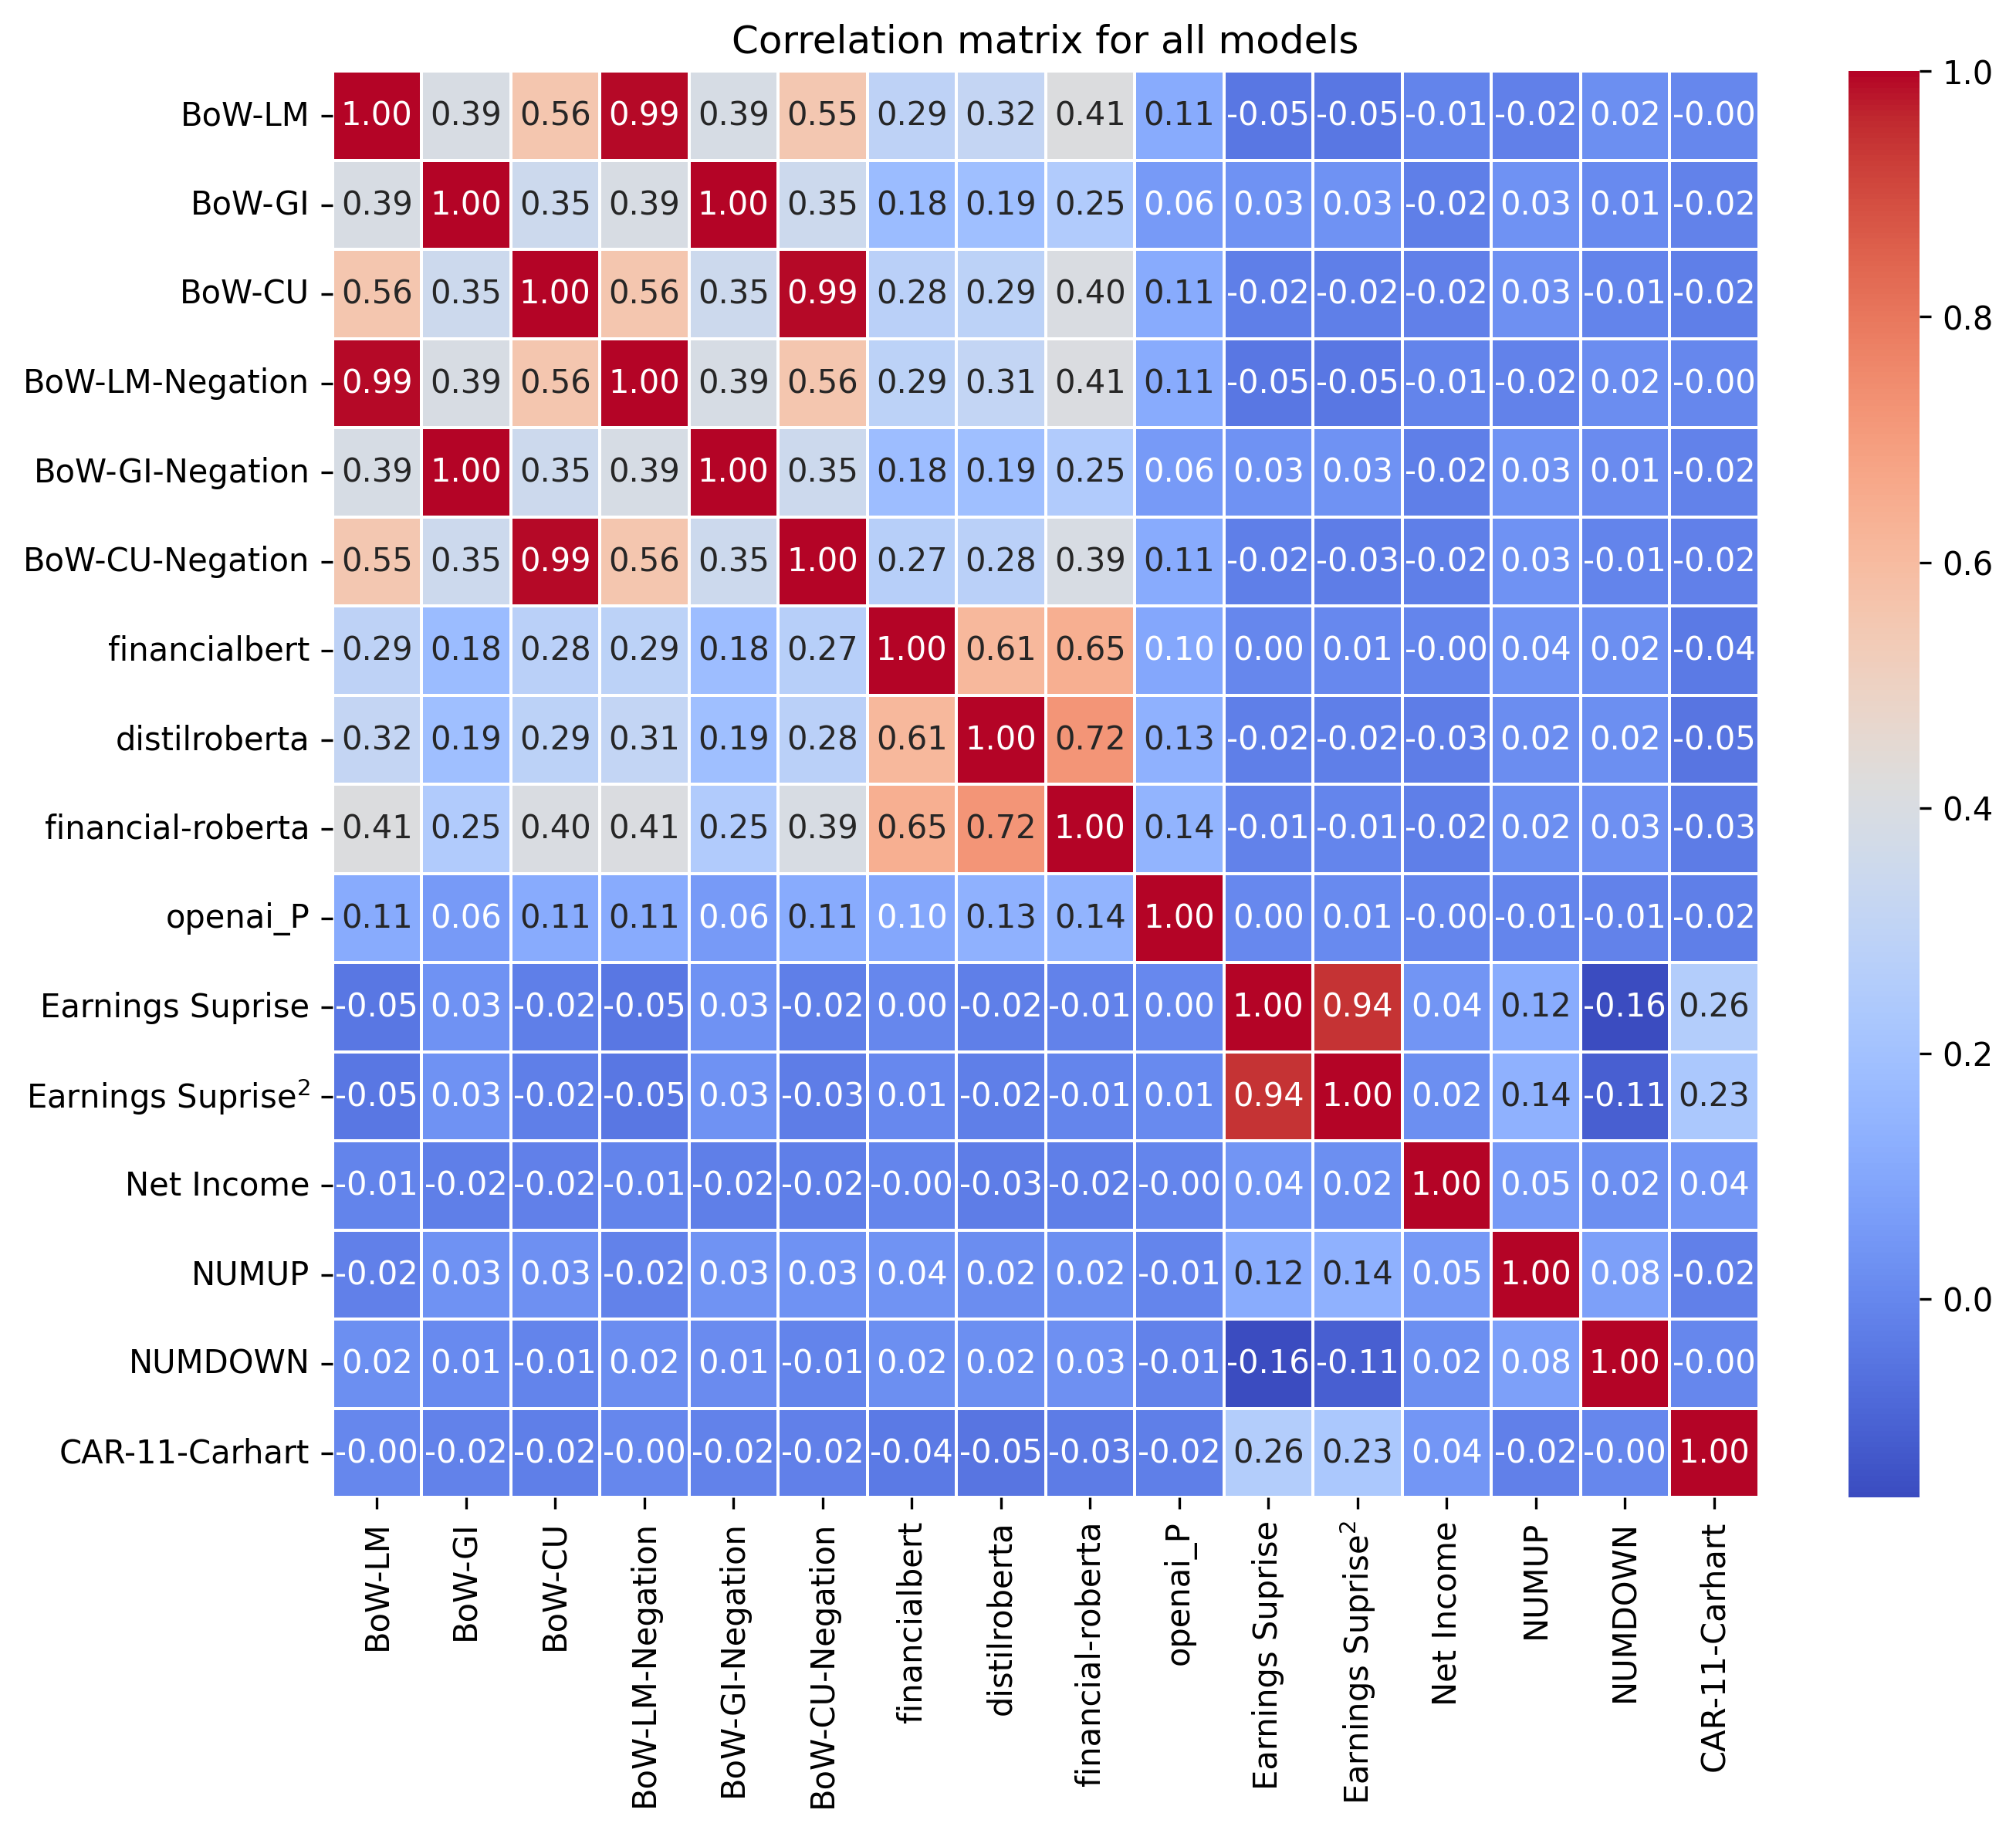 Correlation matrix for all models
BoW-LM 1.00 0.39 0.56 0.99 0.39 0.55 0.29 0.32 0.41 0.11 -0.05 -0.05 -0.01 -0.02 0.02 -0.00
BoW-GI 0.39 1.00 0.35 0.39 1.00 0.35 0.18 0.19 0.25 0.06 0.03 0.03 -0.02 0.03 0.01 -0.02
BoW-CU 0.56 0.35 1.00 0.56 0.35 0.99 0.28 0.29 0.40 0.11 -0.02 -0.02 -0.02 0.03 -0.01 -0.02
BoW-LM-Negation 0.99 0.39 0.56 1.00 0.39 0.56 0.29 0.31 0.41 0.11 -0.05 -0.05 -0.01 -0.02 0.02 -0.00
BoW-GI-Negation 0.39 1.00 0.35 0.39 1.00 0.35 0.18 0.19 0.25 0.06 0.03 0.03 -0.02 0.03 0.01 -0.02
BoW-CU-Negation 0.55 0.35 0.99 0.56 0.35 1.00 0.27 0.28 0.39 0.11 -0.02 -0.03 -0.02 0.03 -0.01 -0.02
financialbert 0.29 0.18 0.28 0.29 0.18 0.27 1.00 0.61 0.65 0.10 0.00 0.01 -0.00 0.04 0.02 -0.04
distilroberta 0.32 0.19 0.29 0.31 0.19 0.28 0.61 1.00 0.72 0.13 -0.02 -0.02 -0.03 0.02 0.02 -0.05
financial-roberta 0.41 0.25 0.40 0.41 0.25 0.39 0.65 0.72 1.00 0.14 -0.01 -0.01 -0.02 0.02 0.03 -0.03
openai_P 0.11 0.06 0.11 0.11 0.06 0.11 0.10 0.13 0.14 1.00 0.00 0.01 -0.00 -0.01 -0.01 -0.02
Earnings Suprise -0.05 0.03 -0.02 -0.05 0.03 -0.02 0.00 -0.02 -0.01 0.00 1.00 0.94 0.04 0.12 -0.16 0.26
Earnings Suprise² -0.05 0.03 -0.02 -0.05 0.03 -0.03 0.01 -0.02 -0.01 0.01 0.94 1.00 0.02 0.14 -0.11 0.23
Net Income -0.01 -0.02 -0.02 -0.01 -0.02 -0.02 -0.00 -0.03 -0.02 -0.00 0.04 0.02 1.00 0.05 0.02 0.04
NUMUP -0.02 0.03 0.03 -0.02 0.03 0.03 0.04 0.02 0.02 -0.01 0.12 0.14 0.05 1.00 0.08 -0.02
NUMDOWN 0.02 0.01 -0.01 0.02 0.01 -0.01 0.02 0.02 0.03 -0.01 -0.16 -0.11 0.02 0.08 1.00 -0.00
CAR-11-Carhart -0.00 -0.02 -0.02 -0.00 -0.02 -0.02 -0.04 -0.05 -0.03 -0.02 0.26 0.23 0.04 -0.02 -0.00 1.00
BoW-LM
BoW-GI
BoW-CU
BoW-LM-Negation
BoW-GI-Negation
BoW-CU-Negation
financialbert
distilroberta
financial-roberta
openai_P
Earnings Suprise
Earnings Suprise²
Net Income
NUMUP
NUMDOWN
CAR-11-Carhart
1.0
0.8
0.6
0.4
0.2
0.0